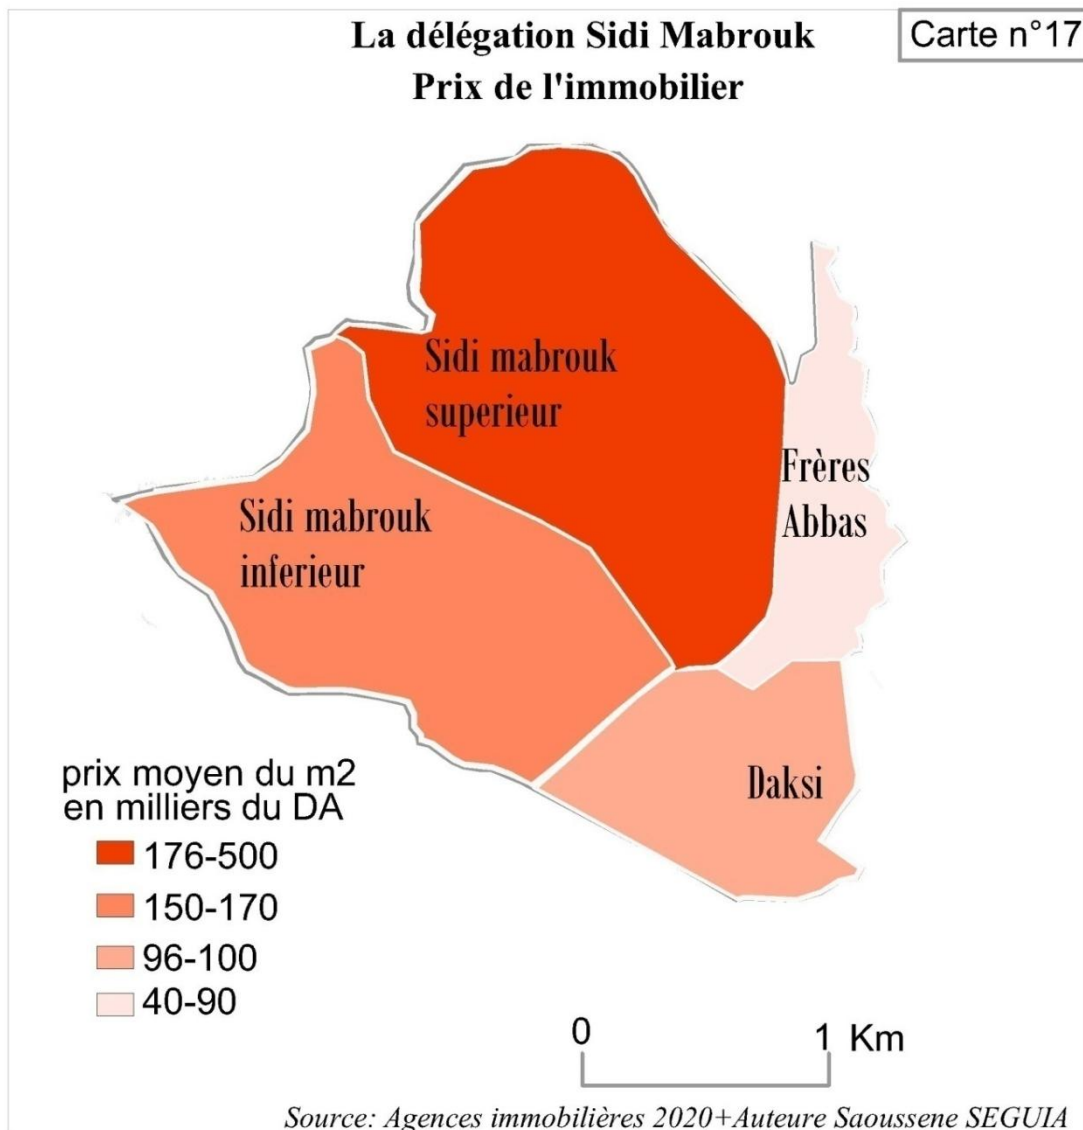 La délégation Sidi Mabrouk
Prix de l'immobilier
Carte n°17
Sidi mabrouk
superieur
Frères
Abbas
Sidi mabrouk
inferieur
Daksi
prix moyen du m2
en milliers du DA
176-500
150-170
96-100
40-90
0 1 Km
Source: Agences immobilières 2020+Auteure Saoussene SEGUIA